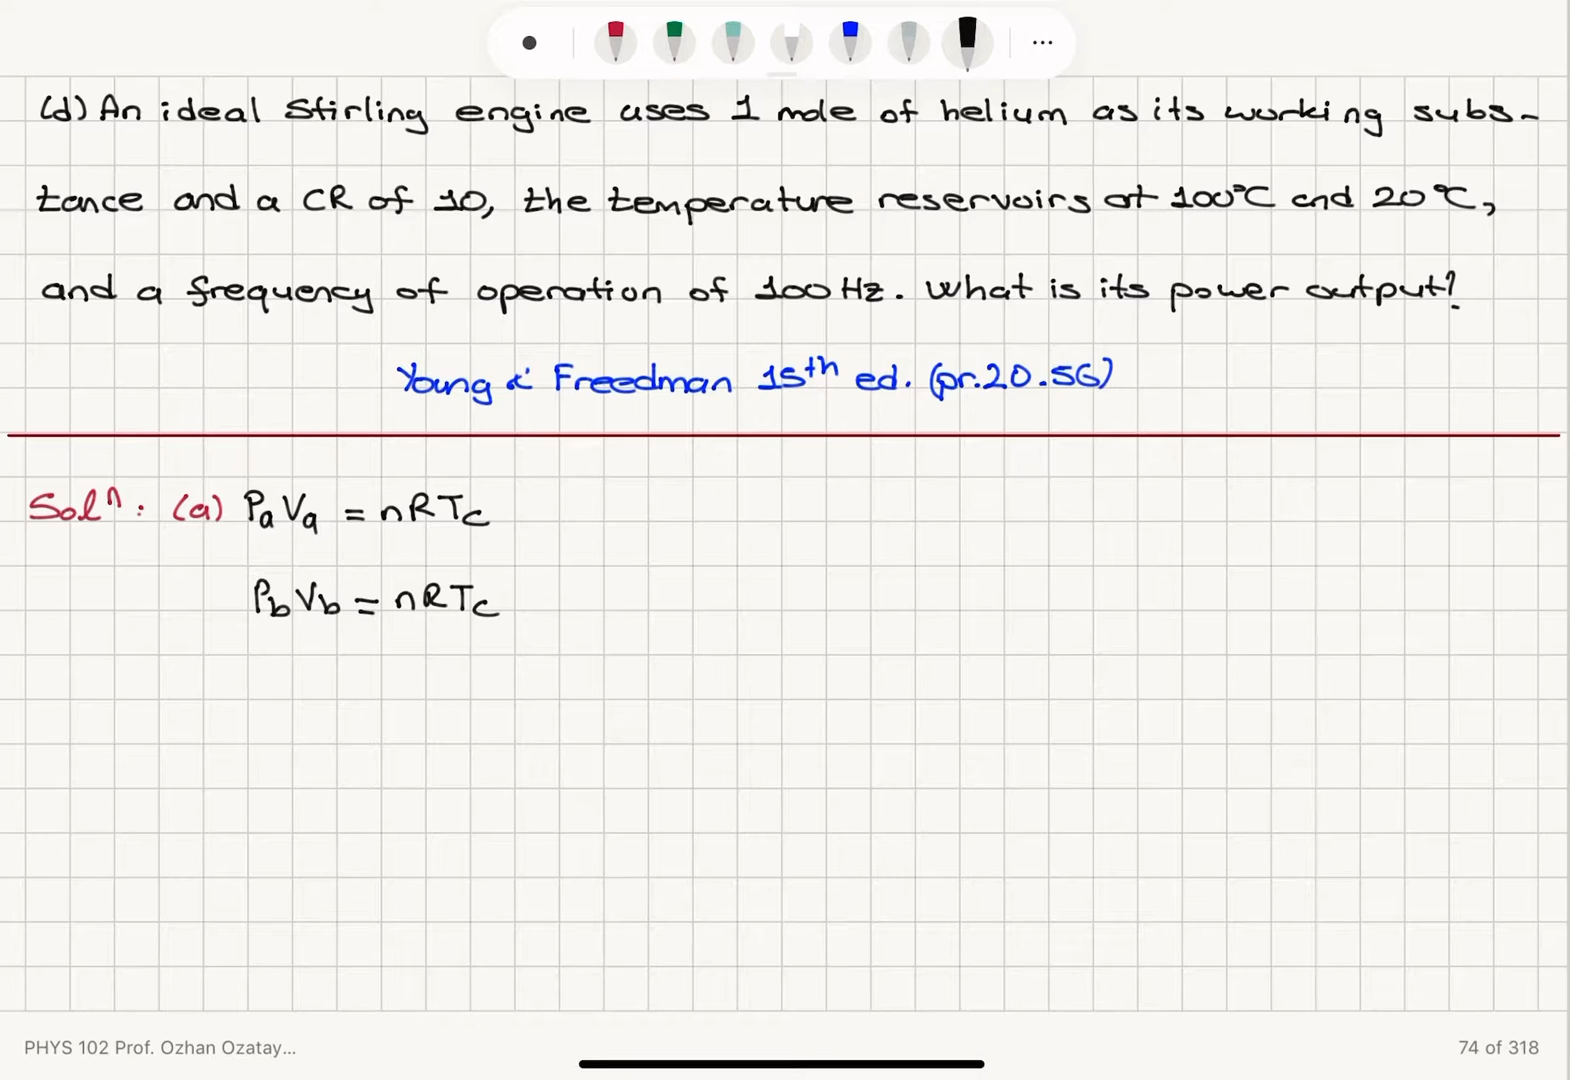 (d) An ideal Stirling engine uses 1 mole of helium as its working subs-
tance and a CR of 10, the temperature reservoirs at 100°C and 20°C,
and a frequency of operation of 100 Hz. What is its power output?
Young & Freedman 15th ed. (pr.20.56)
Solⁿ: (a) PaVa = nRTc
PbVb = nRTc
PHYS 102 Prof. Ozhan Ozatay...
74 of 318